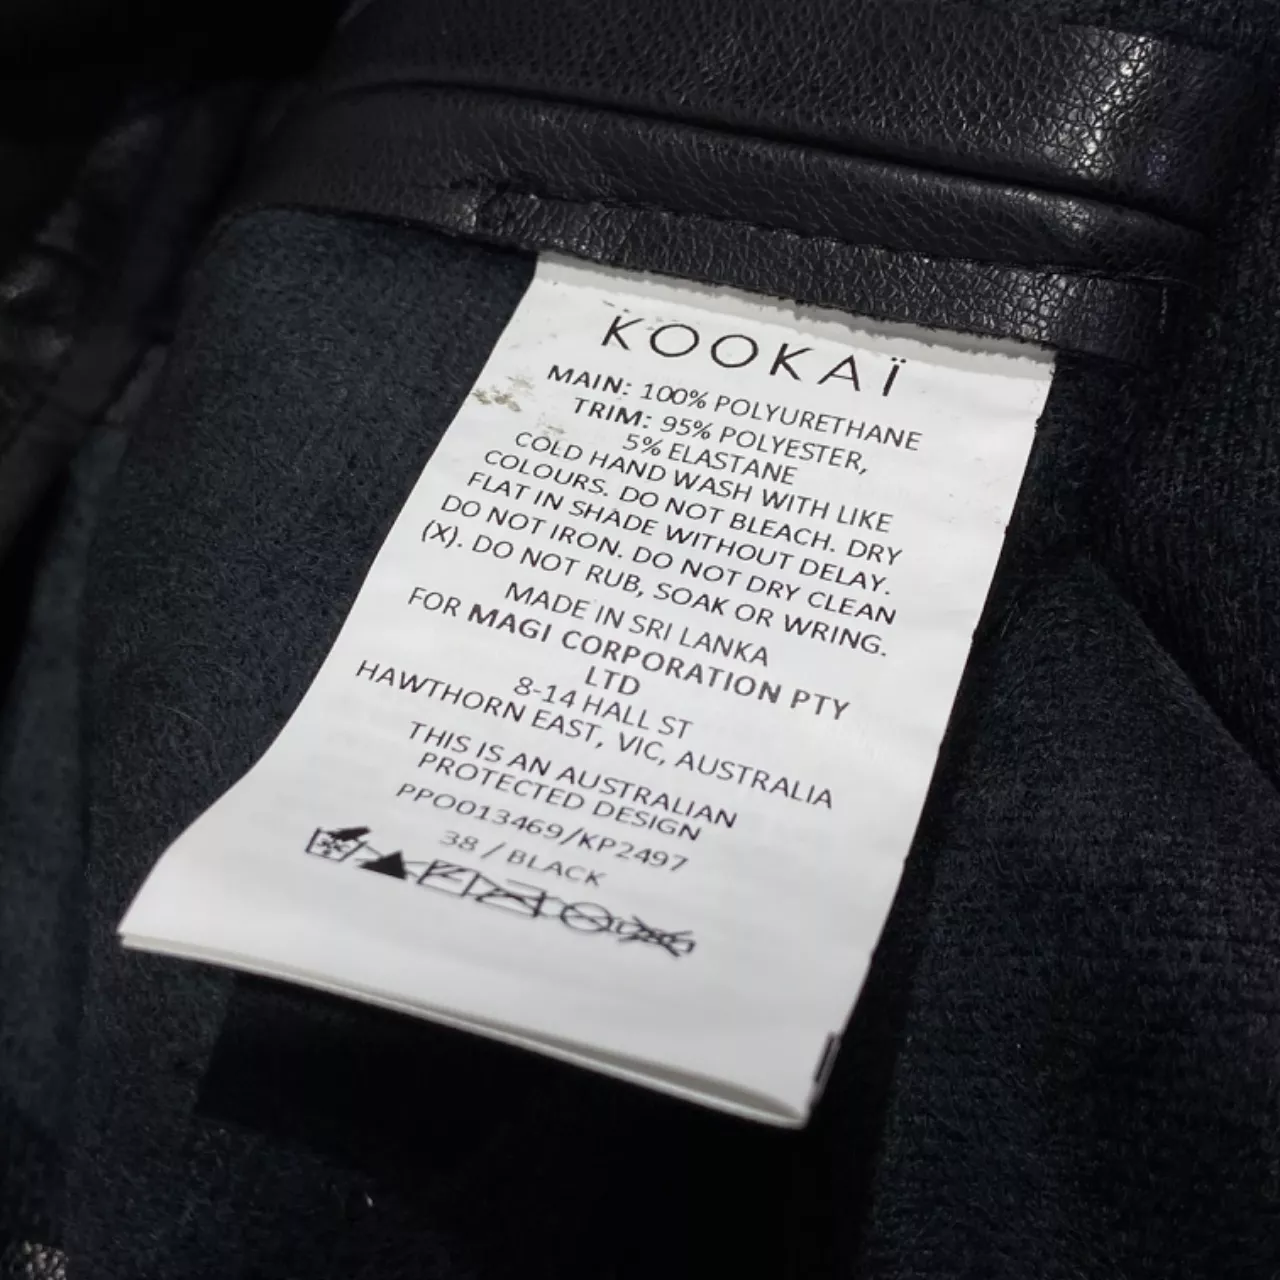 KOOKAÏ
MAIN: 100% POLYURETHANE
TRIM: 95% POLYESTER,
5% ELASTANE
COLD HAND WASH WITH LIKE
COLOURS. DO NOT BLEACH. DRY
FLAT IN SHADE WITHOUT DELAY.
DO NOT IRON. DO NOT DRY CLEAN
(X). DO NOT RUB, SOAK OR WRING.
MADE IN SRI LANKA
FOR MAGI CORPORATION PTY
LTD
8-14 HALL ST
HAWTHORN EAST, VIC, AUSTRALIA
THIS IS AN AUSTRALIAN
PROTECTED DESIGN
PPO013469/KP2497
38 / BLACK